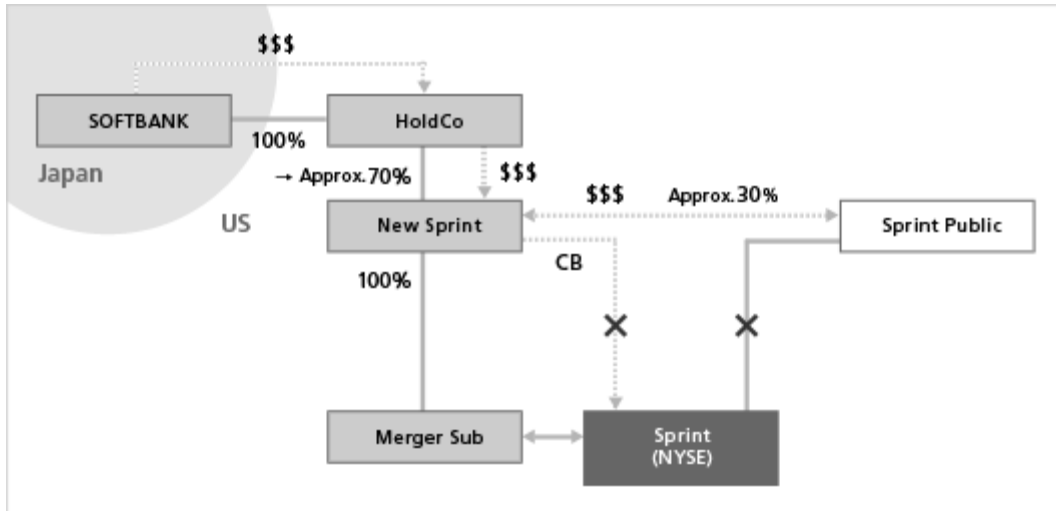 $$$
SOFTBANK
HoldCo
100%
Japan
→ Approx.70%
$$$
$$$
Approx.30%
US
New Sprint
Sprint Public
CB
100%
Merger Sub
Sprint
(NYSE)